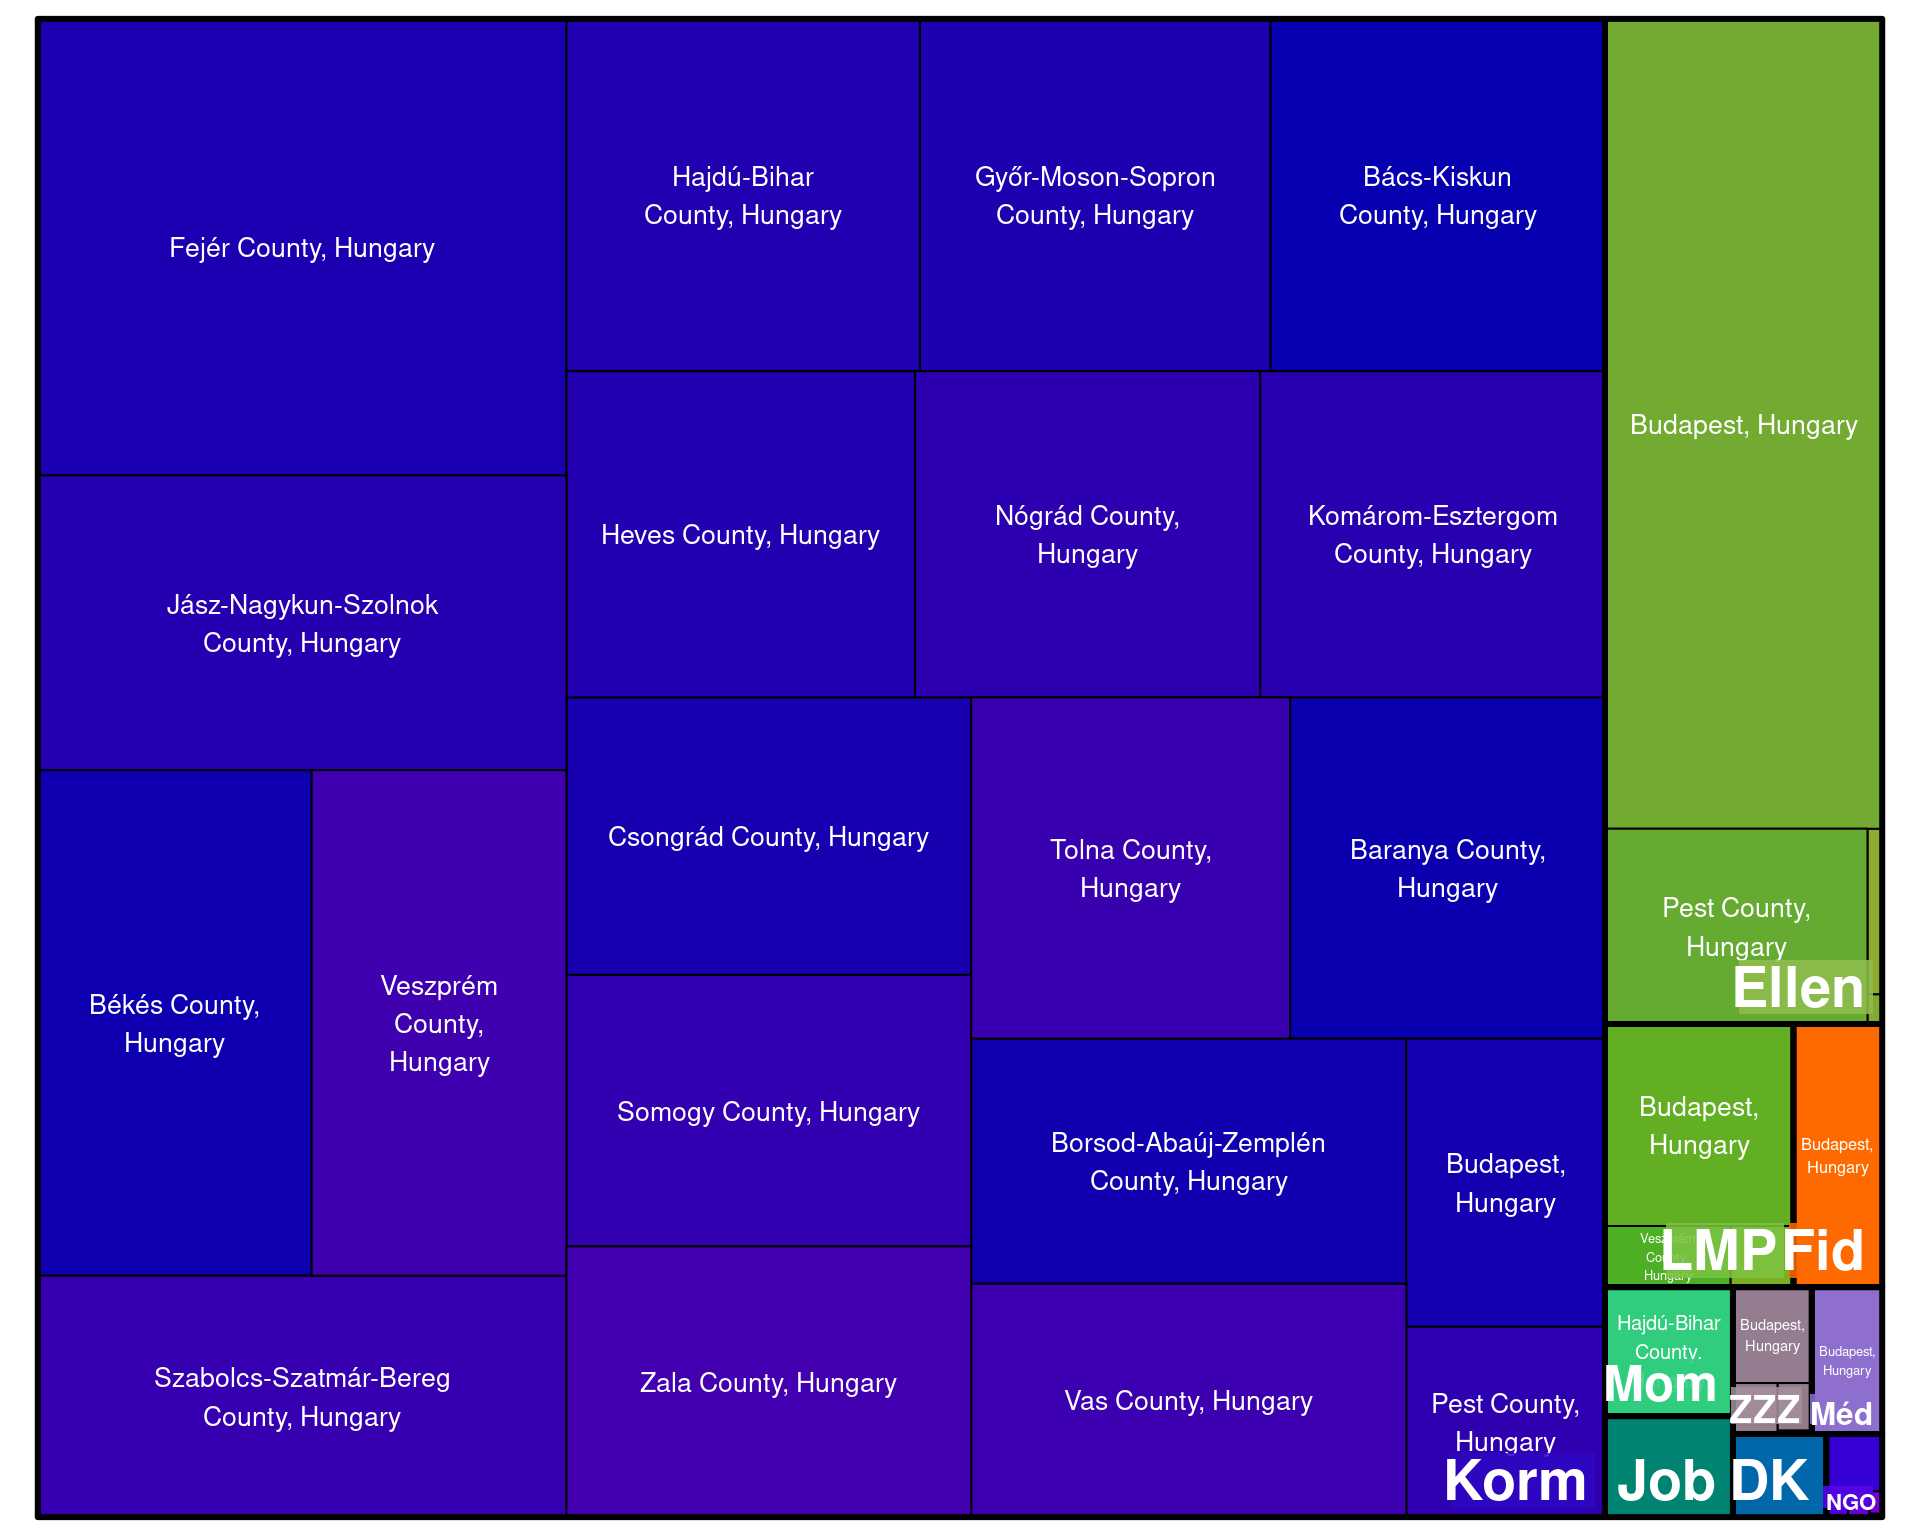 Fejér County, Hungary
Hajdú-Bihar
County, Hungary
Győr-Moson-Sopron
County, Hungary
Bács-Kiskun
County, Hungary
Budapest, Hungary
Jász-Nagykun-Szolnok
County, Hungary
Heves County, Hungary
Nógrád County,
Hungary
Komárom-Esztergom
County, Hungary
Békés County,
Hungary
Veszprém
County,
Hungary
Csongrád County, Hungary
Tolna County,
Hungary
Baranya County,
Hungary
Pest County,
Hungary
Ellen
Somogy County, Hungary
Borsod-Abaúj-Zemplén
County, Hungary
Budapest,
Hungary
Budapest,
Hungary
Budapest,
Hungary
Veszprém
County,
Hungary
LMP
Fid
Szabolcs-Szatmár-Bereg
County, Hungary
Zala County, Hungary
Vas County, Hungary
Pest County,
Hungary
Korm
Hajdú-Bihar
County,
Mom
Budapest,
Hungary
ZZZ
Budapest,
Hungary
Méd
Job
DK
NGO